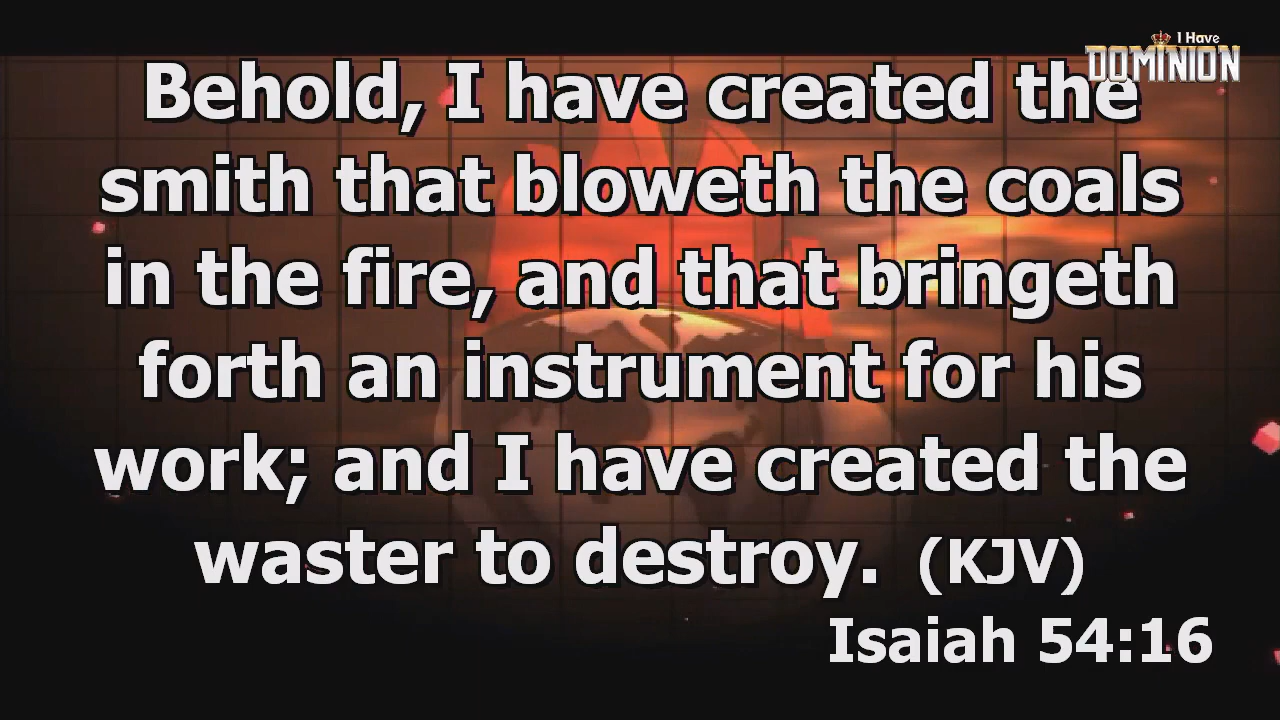 I Have
DOMINION
Behold, I have created the
smith that bloweth the coals
in the fire, and that bringeth
forth an instrument for his
work; and I have created the
waster to destroy. (KJV)
Isaiah 54:16